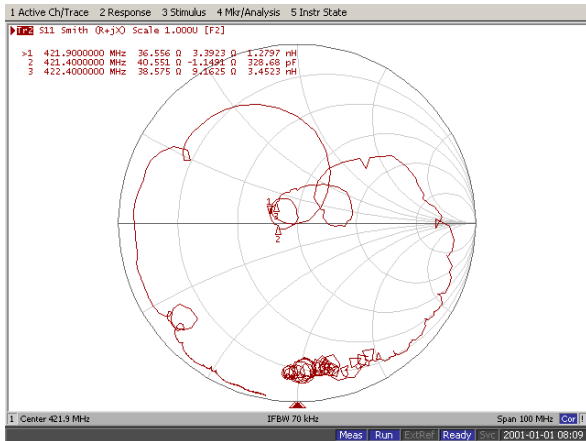 1 Active Ch/Trace 2 Response 3 Stimulus 4 Mkr/Analysis 5 Instr State
Tr2 S11 Smith (R+jX) Scale 1.000U [F2]
>1 421.9000000 MHz 36.556 Ω 3.3923 Ω 1.2797 nH
2 421.4000000 MHz 40.551 Ω -1.1491 Ω 328.68 pF
3 422.4000000 MHz 38.575 Ω 9.1625 Ω 3.4523 nH
1
3
2
1 Center 421.9 MHz IFBW 70 kHz Span 100 MHz Cor !
Meas Run ExtRef Ready Svc 2001-01-01 08:09